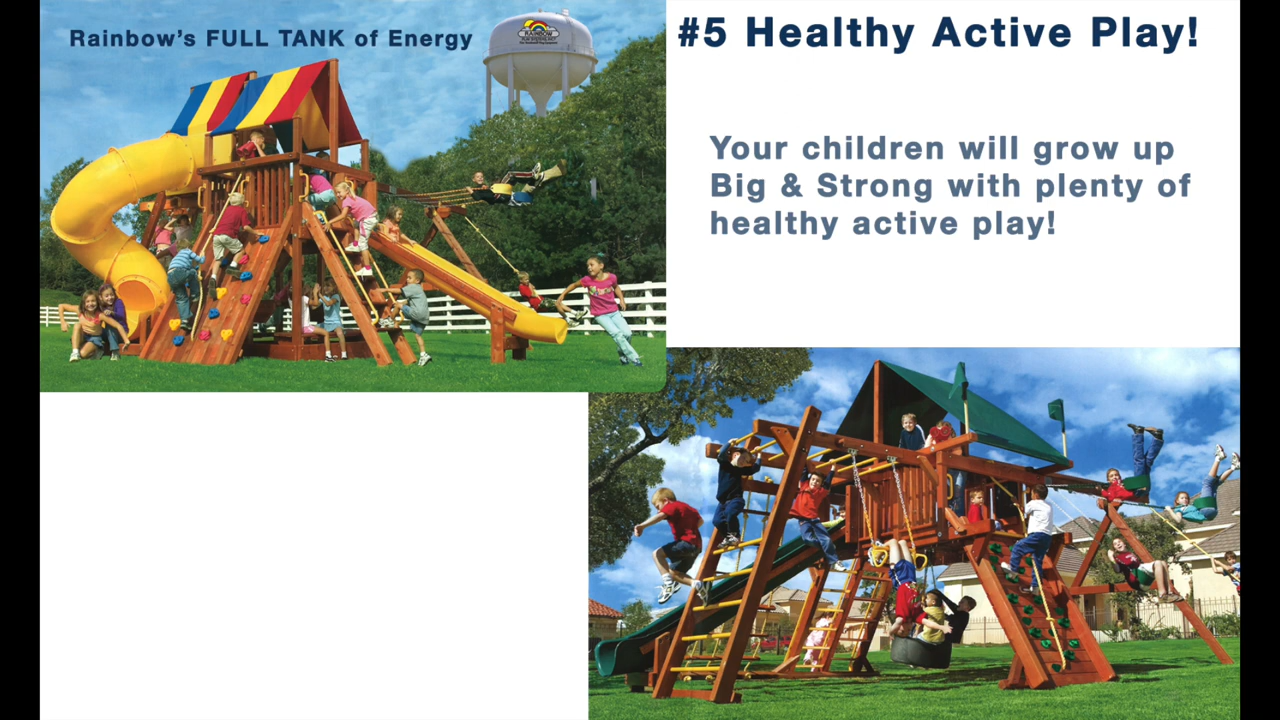 Rainbow's FULL TANK of Energy
RAINBOW
#5 Healthy Active Play!
Your children will grow up
Big & Strong with plenty of
healthy active play!